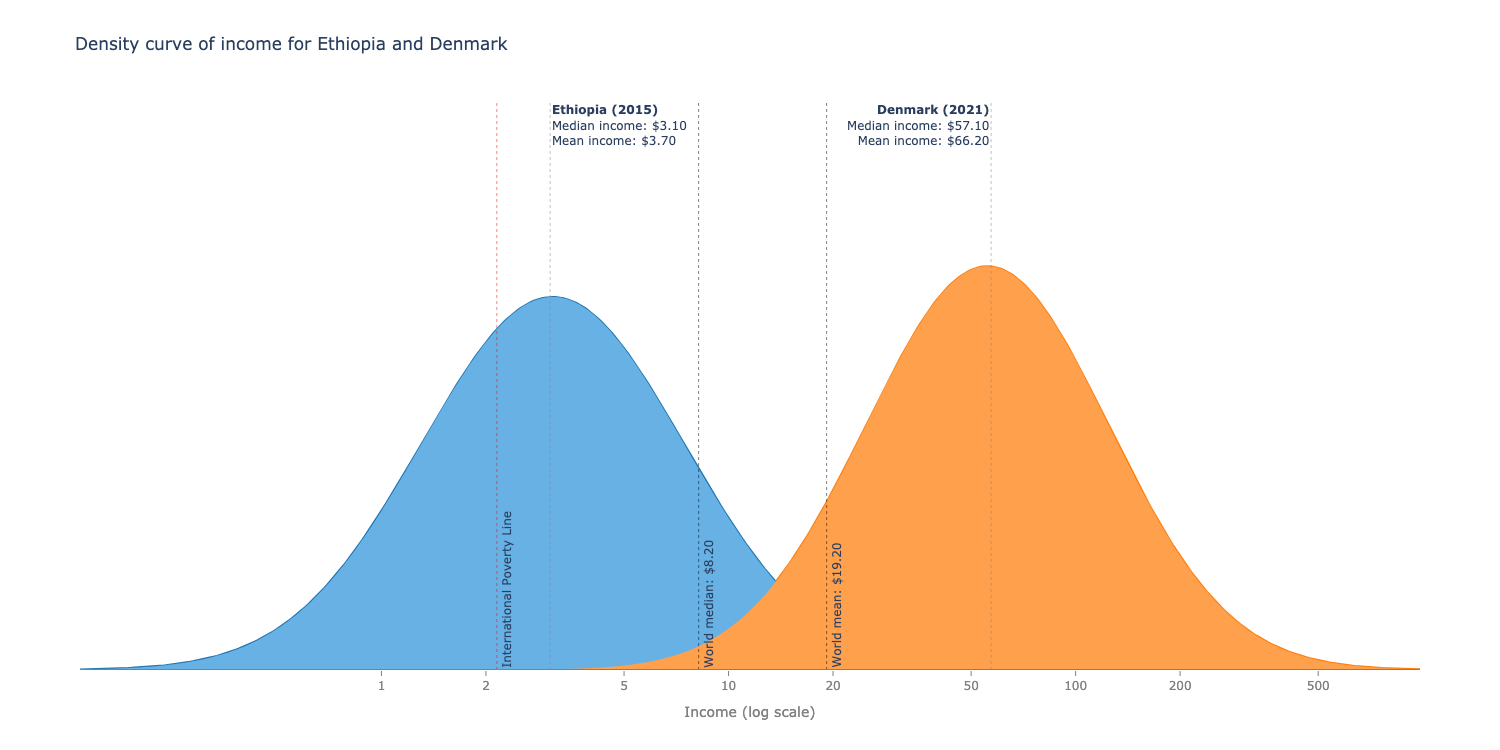 Density curve of income for Ethiopia and Denmark
Ethiopia (2015)
Median income: $3.10
Mean income: $3.70
Denmark (2021)
Median income: $57.10
Mean income: $66.20
International Poverty Line
World median: $8.20
World mean: $19.20
1 2 5 10 20 50 100 200 500
Income (log scale)